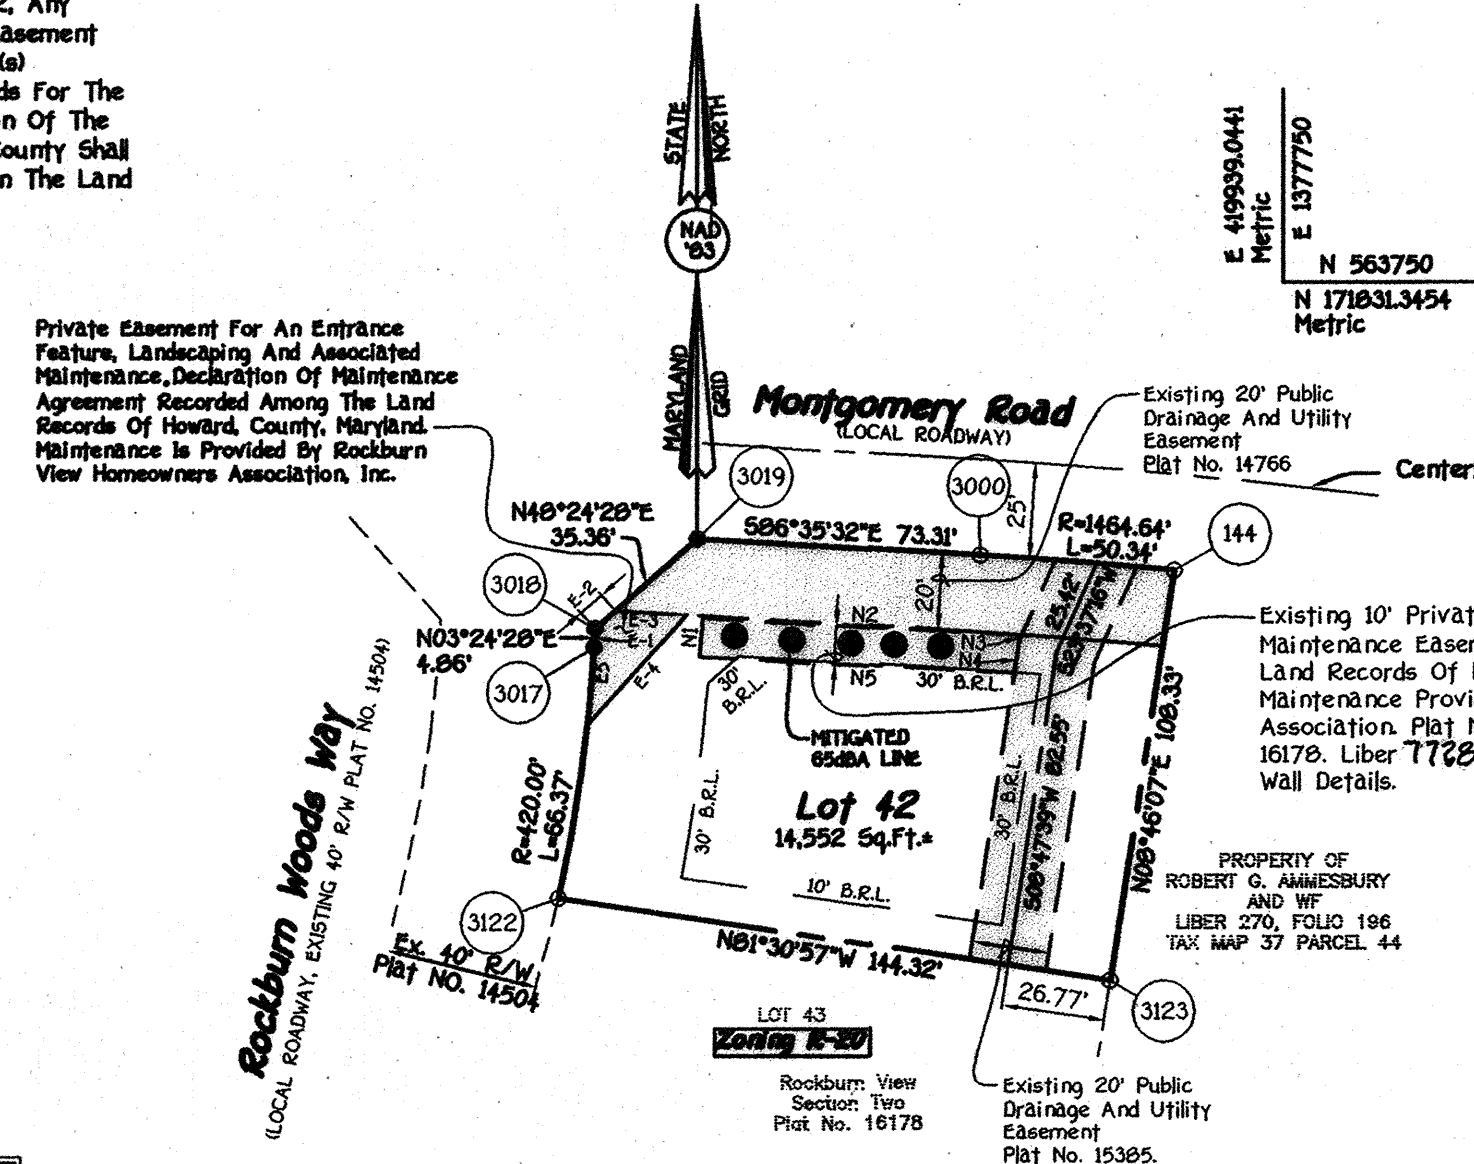 2, Any
asement
(s)
ds For The
n Of The
County Shall
n The Land
STATE
NORTH
NAD
'83
MARYLAND
GRID
E 419939.0441
Metric
E 1377750
N 563750
N 171831.3454
Metric
Private Easement For An Entrance
Feature, Landscaping And Associated
Maintenance, Declaration Of Maintenance
Agreement Recorded Among The Land
Records Of Howard, County, Maryland.
Maintenance Is Provided By Rockburn
View Homeowners Association, Inc.
Montgomery Road
(LOCAL ROADWAY)
Existing 20' Public
Drainage And Utility
Easement
Plat No. 14766
Center
3019
3000
144
25'
N48°24'28"E
35.36'
S86°35'32"E 73.31'
R=1464.64'
L=50.34'
3018
E-2
E-3
E-1
N03°24'28"E
4.86'
3017
E5
E-4
N1
N2
N3
N4
N5
20'
25.42'
S23°37'16"W
30'
B.R.L.
30' B.R.L.
MITIGATED
65dBA LINE
Existing 10' Privat
Maintenance Easem
Land Records Of
Maintenance Provi
Association. Plat N
16178. Liber 7728
Wall Details.
Lot 42
14,552 Sq.Ft.±
30' B.R.L.
30' B.R.L.
10' B.R.L.
S08°47'39"W 82.55'
N08°46'07"E 108.33'
R=420.00'
L=66.37'
3122
N81°30'57"W 144.32'
26.77'
3123
Rockburn Woods Way
(LOCAL ROADWAY, EXISTING 40' R/W PLAT NO. 14504)
Ex. 40' R/W
Plat NO. 14504
PROPERTY OF
ROBERT G. AMMESBURY
AND WF
LIBER 270, FOLIO 196
TAX MAP 37 PARCEL 44
LOT 43
Zoning R-20
Rockburn View
Section Two
Plat No. 16178
Existing 20' Public
Drainage And Utility
Easement
Plat No. 15385.